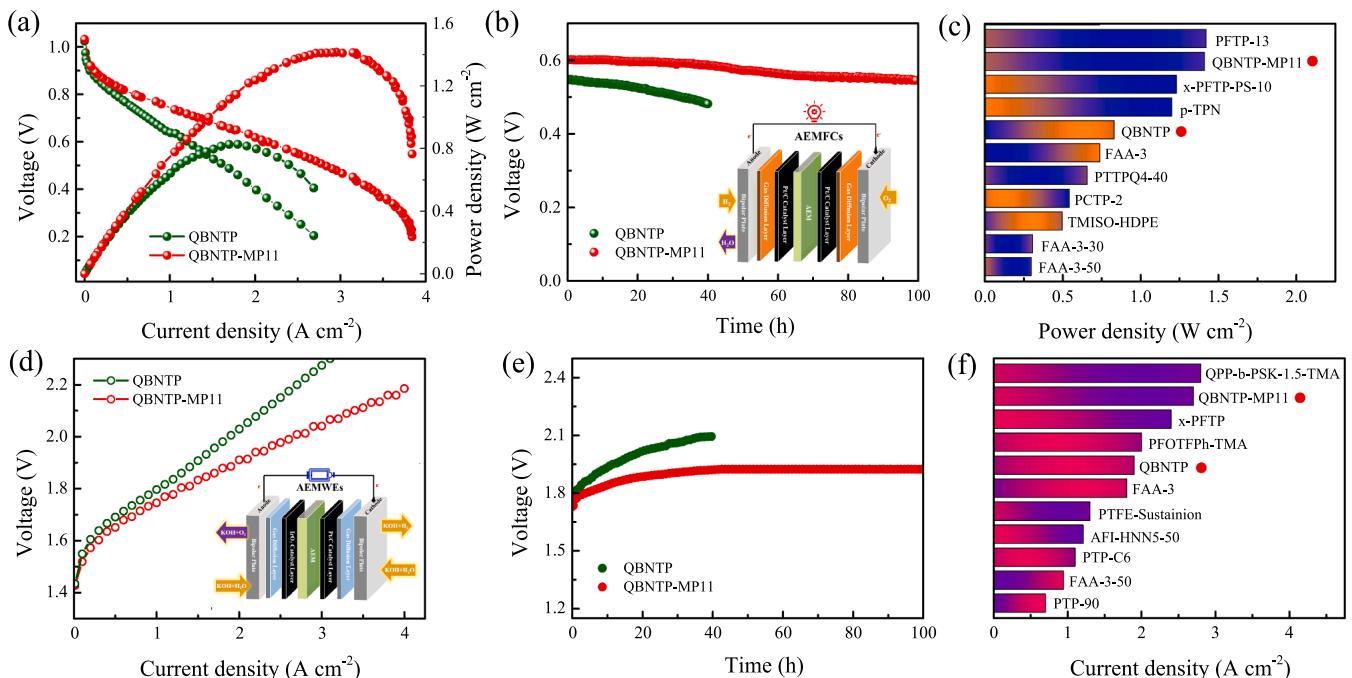 (a)
1.0
0.8
0.6
0.4
0.2
Voltage (V)
QBNTP
QBNTP-MP11
0
1
2
3
4
Current density (A cm-2)
1.6
1.2
0.8
0.4
0.0
Power density (W cm-2)
(b)
0.6
0.4
0.2
0.0
Voltage (V)
QBNTP
QBNTP-MP11
AEMFCs
e-
e-
Anode
Cathode
Bipolar Plate
Gas Diffusion Layer
Pt/C Catalyst Layer
AEM
Pt/C Catalyst Layer
Gas Diffusion Layer
Bipolar Plate
H2
H2O
O2
0
20
40
60
80
100
Time (h)
(c)
PFTP-13
QBNTP-MP11
x-PFTP-PS-10
p-TPN
QBNTP
FAA-3
PTTPQ4-40
PCTP-2
TMISO-HDPE
FAA-3-30
FAA-3-50
0.0
0.5
1.0
1.5
2.0
Power density (W cm-2)
(d)
2.2
2.0
1.8
1.6
1.4
Voltage (V)
QBNTP
QBNTP-MP11
AEMWEs
e-
e-
Anode
Cathode
Bipolar Plate
Gas Diffusion Layer
IrO2 Catalyst Layer
AEM
Pt/C Catalyst Layer
Gas Diffusion Layer
Bipolar Plate
KOH+O2
KOH+H2O
KOH+H2
KOH+H2O
0
1
2
3
4
Current density (A cm-2)
(e)
2.4
2.1
1.8
1.5
1.2
Voltage (V)
QBNTP
QBNTP-MP11
0
20
40
60
80
100
Time (h)
(f)
QPP-b-PSK-1.5-TMA
QBNTP-MP11
x-PFTP
PFOTFPh-TMA
QBNTP
FAA-3
PTFE-Sustainion
AFI-HNN5-50
PTP-C6
FAA-3-50
PTP-90
0
1
2
3
4
Current density (A cm-2)